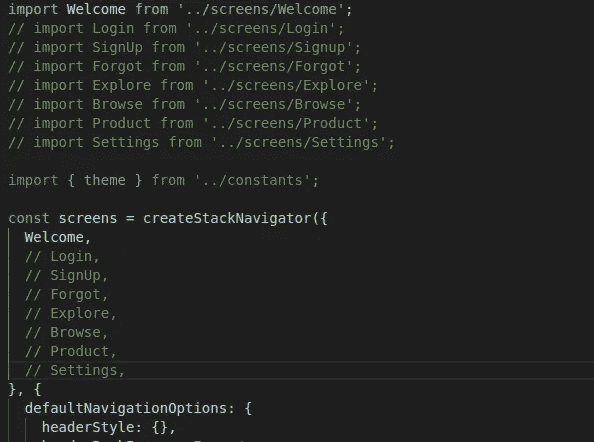 import Welcome from '../screens/Welcome';
// import Login from '../screens/Login';
// import SignUp from '../screens/Signup';
// import Forgot from '../screens/Forgot';
// import Explore from '../screens/Explore';
// import Browse from '../screens/Browse';
// import Product from '../screens/Product';
// import Settings from '../screens/Settings';
import { theme } from '../constants';
const screens = createStackNavigator({
Welcome,
// Login,
// SignUp,
// Forgot,
// Explore,
// Browse,
// Product,
// Settings,
}, {
defaultNavigationOptions: {
headerStyle: {},